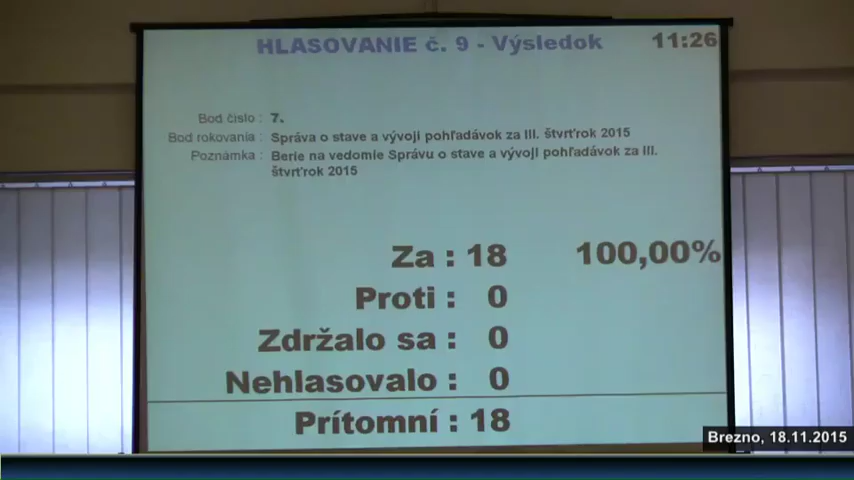 HLASOVANIE č. 9 - Výsledok 11:26
Bod číslo : 7.
Bod rokovania : Správa o stave a vývoji pohľadávok za III. štvrťrok 2015
Poznámka : Berie na vedomie Správu o stave a vývoji pohľadávok za III.
štvrťrok 2015
Za : 18 100,00%
Proti : 0
Zdržalo sa : 0
Nehlasovalo : 0
Prítomní : 18
Brezno, 18.11.2015